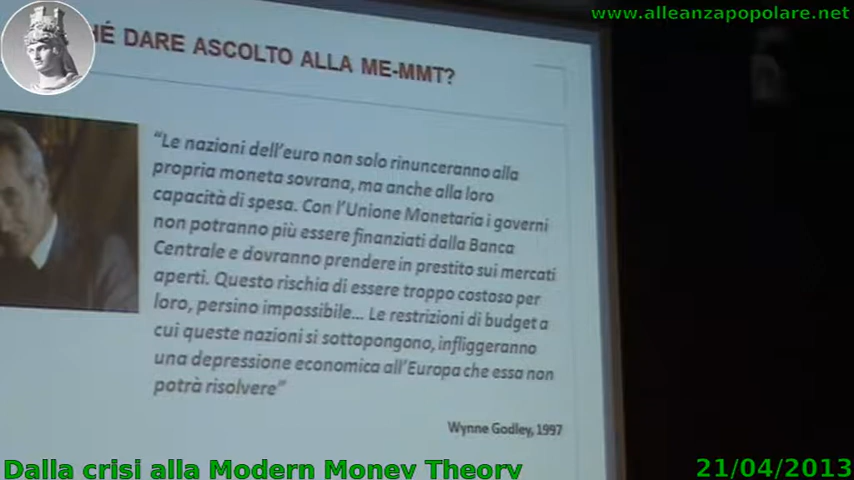 www.alleanzapopolare.net
HÉ DARE ASCOLTO ALLA ME-MMT?
“Le nazioni dell’euro non solo rinunceranno alla
propria moneta sovrana, ma anche alla loro
capacità di spesa. Con l’Unione Monetaria i governi
non potranno più essere finanziati dalla Banca
Centrale e dovranno prendere in prestito sui mercati
aperti. Questo rischia di essere troppo costoso per
loro, persino impossibile... Le restrizioni di budget a
cui queste nazioni si sottopongono, infliggeranno
una depressione economica all’Europa che essa non
potrà risolvere”
Wynne Godley, 1997
Dalla crisi alla Modern Money Theory
21/04/2013